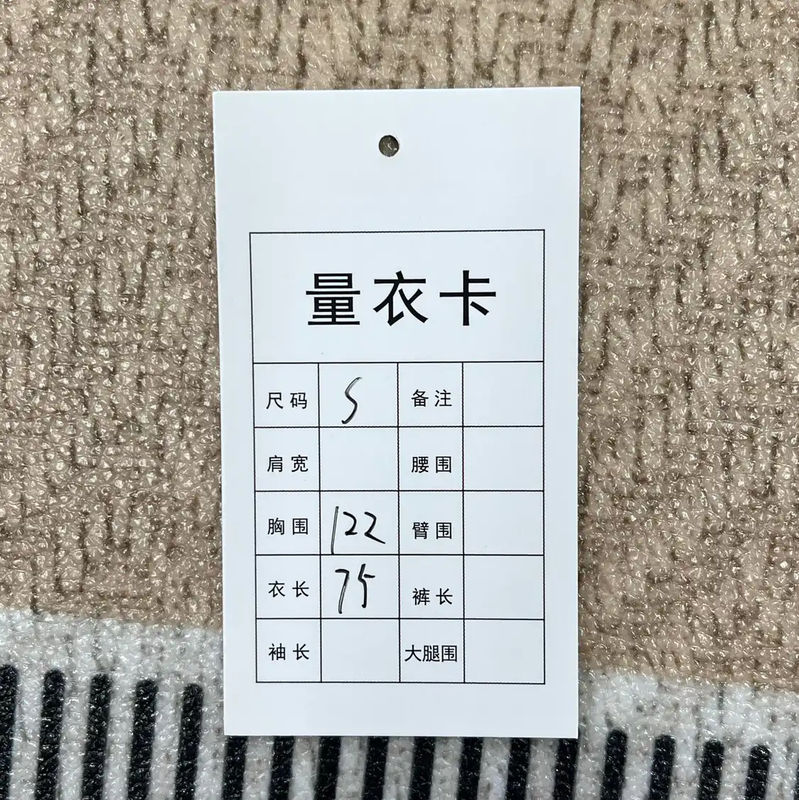 量衣卡
尺码 S 备注
肩宽 腰围
胸围 122 臂围
衣长 75 裤长
袖长 大腿围